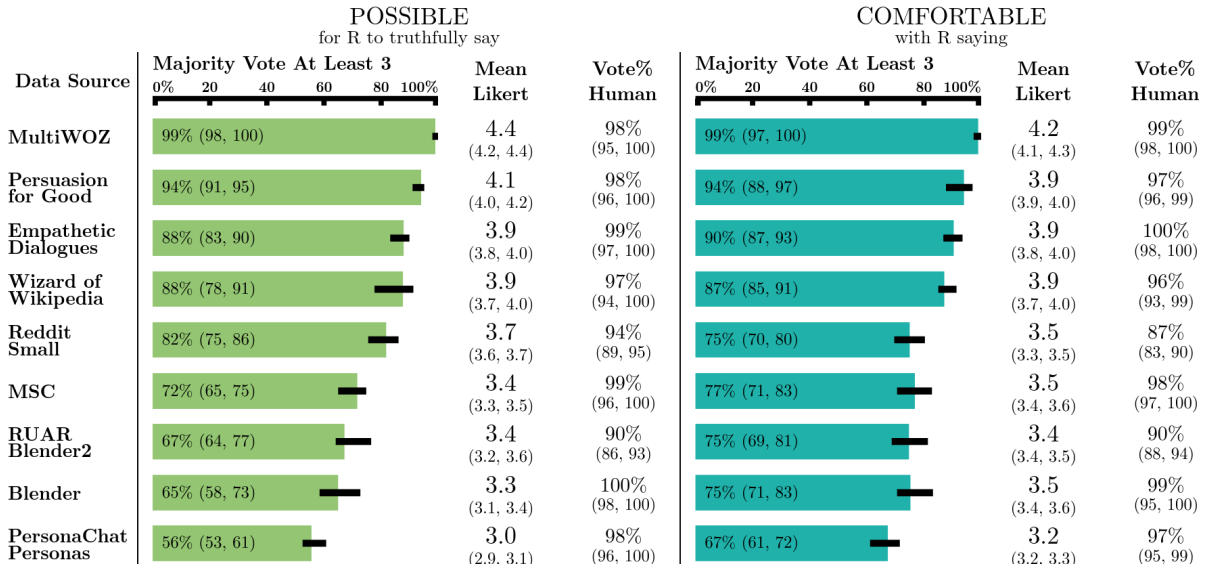 POSSIBLE
for R to truthfully say
COMFORTABLE
with R saying
Data Source
Majority Vote At Least 3
0% 20 40 60 80 100%
Mean Likert
Vote% Human
Majority Vote At Least 3
0% 20 40 60 80 100%
Mean Likert
Vote% Human
MultiWOZ
99% (98, 100)
4.4
(4.2, 4.4)
98%
(95, 100)
99% (97, 100)
4.2
(4.1, 4.3)
99%
(98, 100)
Persuasion
for Good
94% (91, 95)
4.1
(4.0, 4.2)
98%
(96, 100)
94% (88, 97)
3.9
(3.9, 4.0)
97%
(96, 99)
Empathetic
Dialogues
88% (83, 90)
3.9
(3.8, 4.0)
99%
(97, 100)
90% (87, 93)
3.9
(3.8, 4.0)
100%
(98, 100)
Wizard of
Wikipedia
88% (78, 91)
3.9
(3.7, 4.0)
97%
(94, 100)
87% (85, 91)
3.9
(3.7, 4.0)
96%
(93, 99)
Reddit
Small
82% (75, 86)
3.7
(3.6, 3.7)
94%
(89, 95)
75% (70, 80)
3.5
(3.3, 3.5)
87%
(83, 90)
MSC
72% (65, 75)
3.4
(3.3, 3.5)
99%
(96, 100)
77% (71, 83)
3.5
(3.4, 3.6)
98%
(97, 100)
RUAR
Blender2
67% (64, 77)
3.4
(3.2, 3.6)
90%
(86, 93)
75% (69, 81)
3.4
(3.4, 3.5)
90%
(88, 94)
Blender
65% (58, 73)
3.3
(3.1, 3.4)
100%
(98, 100)
75% (71, 83)
3.5
(3.4, 3.6)
99%
(95, 100)
PersonaChat
Personas
56% (53, 61)
3.0
(2.9, 3.1)
98%
(96, 100)
67% (61, 72)
3.2
(3.2, 3.3)
97%
(95, 99)